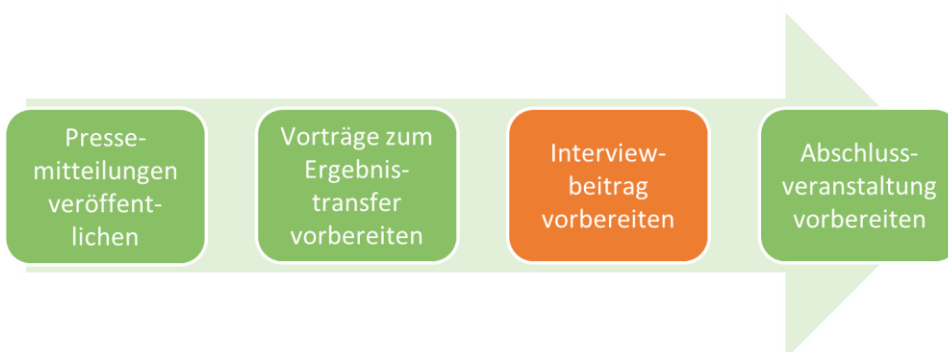 Presse-
mitteilungen
veröffent-
lichen
Vorträge zum
Ergebnis-
transfer
vorbereiten
Interview-
beitrag
vorbereiten
Abschluss-
veranstaltung
vorbereiten